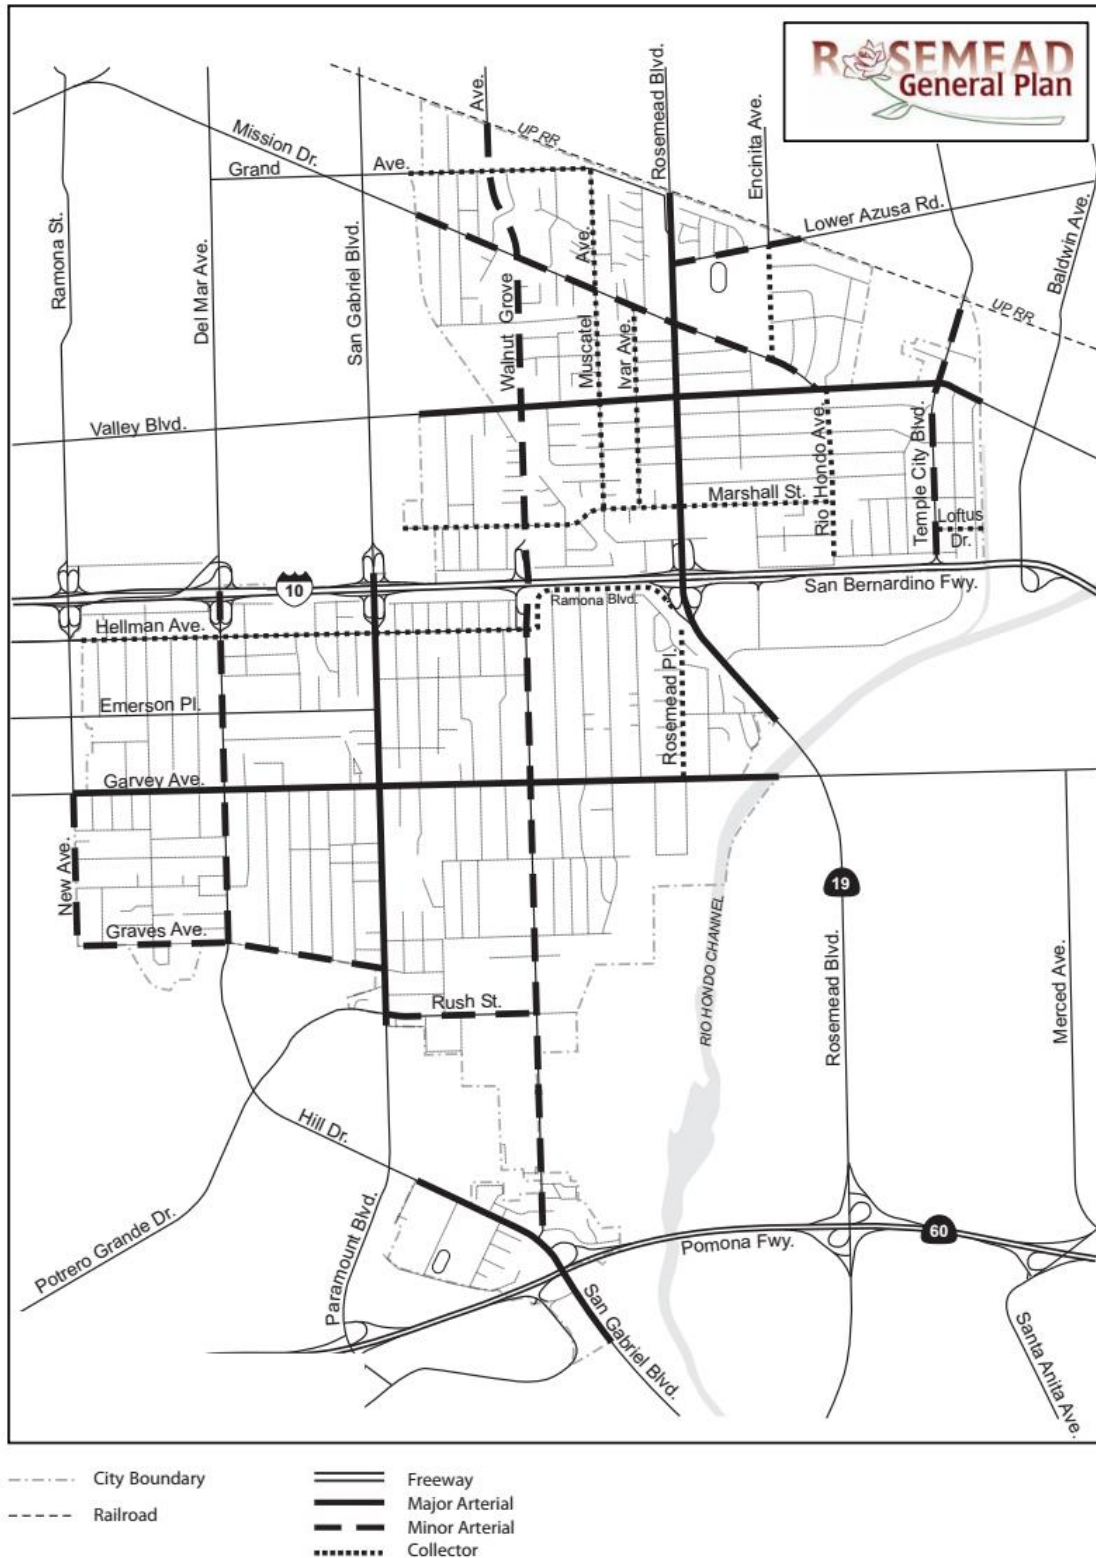 ROSEMEAD
General Plan
Ave.
Rosemead Blvd.
UP RR
Encinita Ave.
Mission Dr.
Grand
Ave.
Lower Azusa Rd.
Ramona St.
Del Mar Ave.
San Gabriel Blvd.
Ave.
Baldwin Ave.
UP RR
Walnut Grove
Muscatel
Ivar Ave.
Valley Blvd.
Rio Hondo Ave.
Temple City Blvd.
Marshall St.
Loftus
Dr.
10
San Bernardino Fwy.
Ramona Blvd.
Hellman Ave.
Rosemead Pl.
Emerson Pl.
Garvey Ave.
New Ave.
19
Graves Ave.
RIO HONDO CHANNEL
Rosemead Blvd.
Merced Ave.
Rush St.
Hill Dr.
Potrero Grande Dr.
Paramount Blvd.
60
Pomona Fwy.
San Gabriel Blvd.
Santa Anita Ave.
City Boundary
Railroad
Freeway
Major Arterial
Minor Arterial
Collector